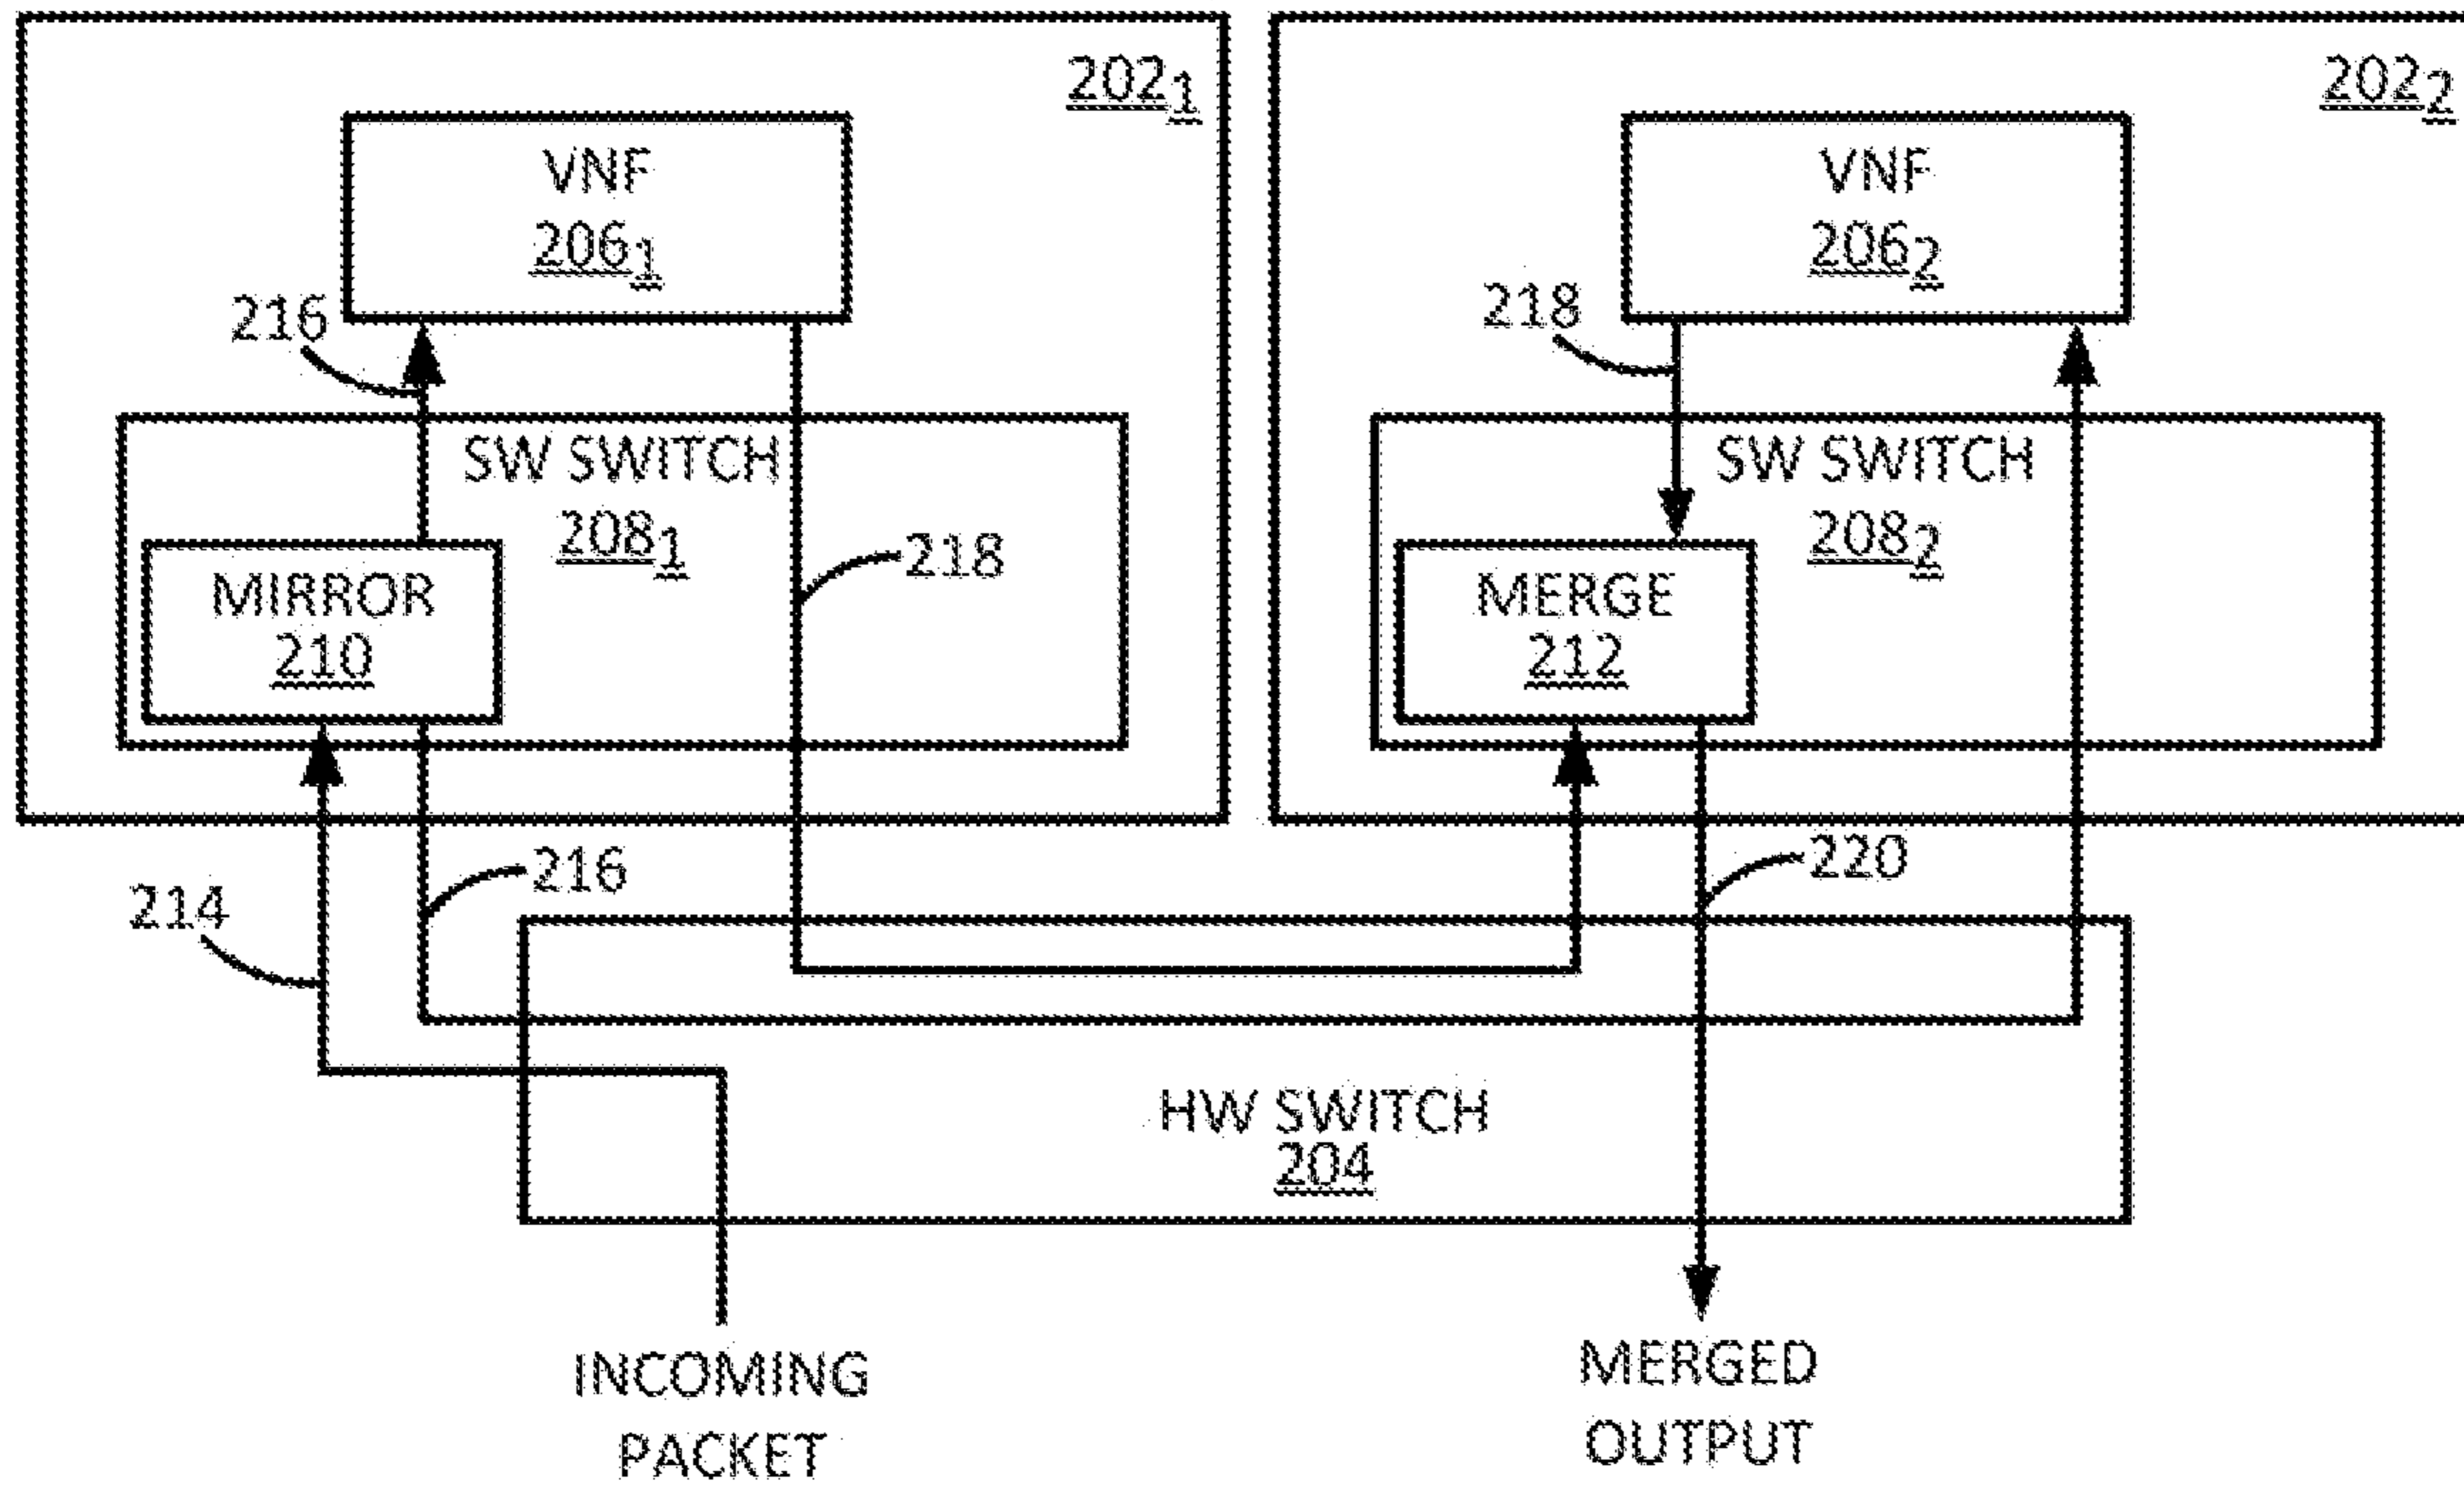 202₁
202₂
VNF
206₁
VNF
206₂
216
218
SW SWITCH
208₁
SW SWITCH
208₂
218
MIRROR
210
MERGE
212
216
220
214
HW SWITCH
204
INCOMING
PACKET
MERGED
OUTPUT